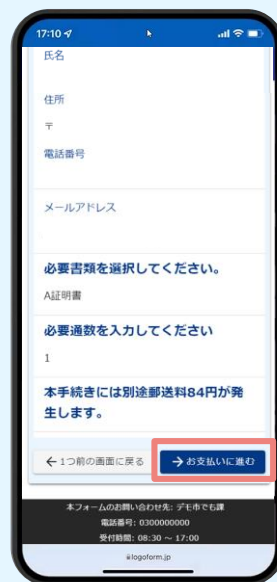 17:10
氏名
住所
〒
電話番号
メールアドレス
必要書類を選択してください。
A証明書
必要通数を入力してください
1
本手続きには別途郵送料84円が発
生します。
←1つ前の画面に戻る
→お支払いに進む
本フォームのお問い合わせ先: デモ市でも課
電話番号: 0300000000
受付時間: 08:30 ～ 17:00
logoform.jp